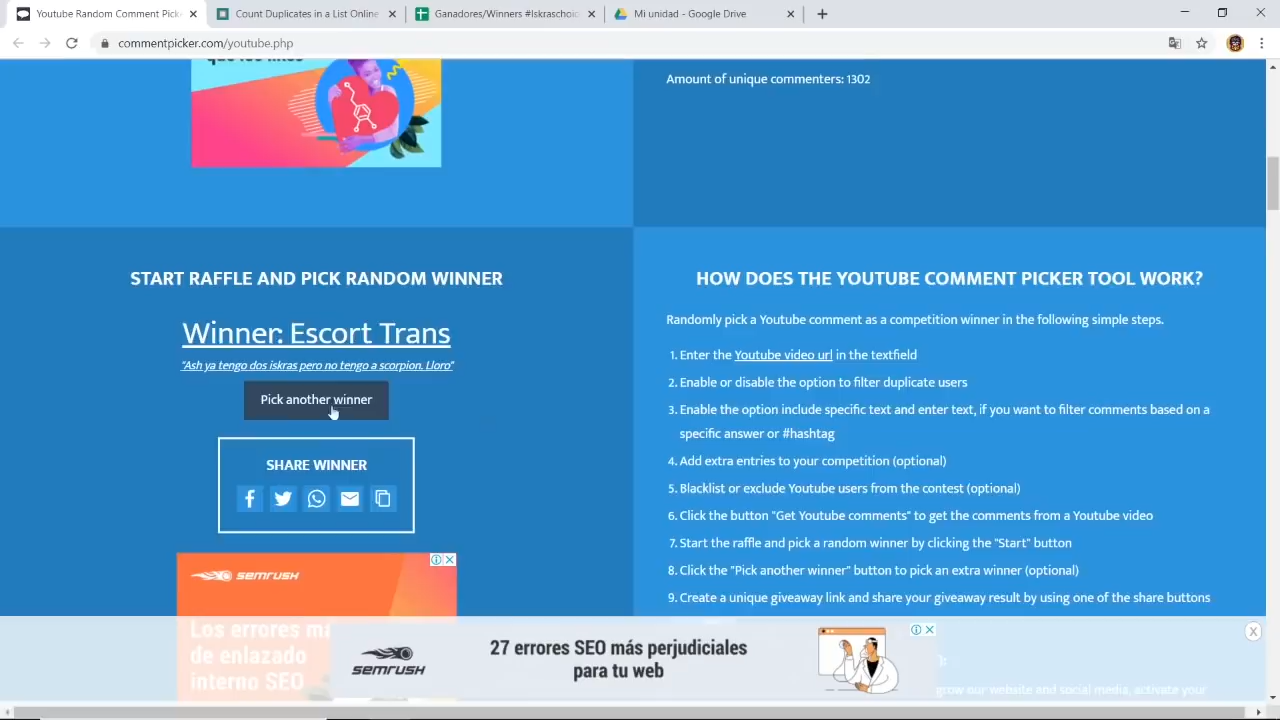 Youtube Random Comment Pick
Count Duplicates in a List Online
Ganadores/Winners #Iskraschoic
Mi unidad - Google Drive
commentpicker.com/youtube.php
Amount of unique commenters: 1302
START RAFFLE AND PICK RANDOM WINNER
Winner: Escort Trans
"Ash ya tengo dos iskras pero no tengo a scorpion. Lloro"
Pick another winner
SHARE WINNER
SEMRUSH
Los errores má
de enlazado
interno SEO
HOW DOES THE YOUTUBE COMMENT PICKER TOOL WORK?
Randomly pick a Youtube comment as a competition winner in the following simple steps.
1. Enter the Youtube video url in the textfield
2. Enable or disable the option to filter duplicate users
3. Enable the option include specific text and enter text, if you want to filter comments based on a
specific answer or #hashtag
4. Add extra entries to your competition (optional)
5. Blacklist or exclude Youtube users from the contest (optional)
6. Click the button "Get Youtube comments" to get the comments from a Youtube video
7. Start the raffle and pick a random winner by clicking the "Start" button
8. Click the "Pick another winner" button to pick an extra winner (optional)
9. Create a unique giveaway link and share your giveaway result by using one of the share buttons
SEMRUSH
27 errores SEO más perjudiciales
para tu web
grow our website and social media, activate your